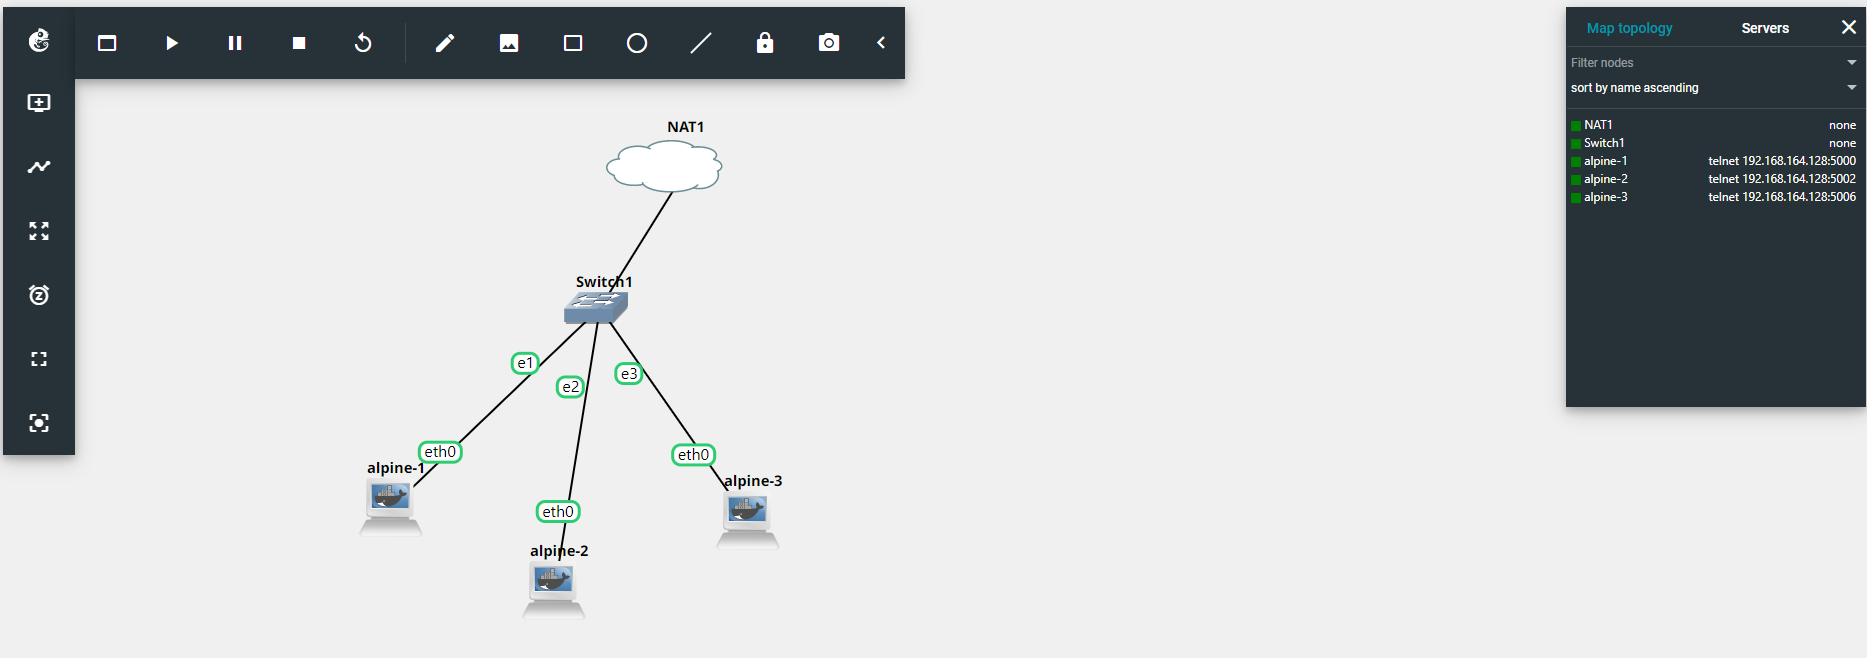 Map topology Servers
Filter nodes
sort by name ascending
NAT1 none
Switch1 none
alpine-1 telnet 192.168.164.128:5000
alpine-2 telnet 192.168.164.128:5002
alpine-3 telnet 192.168.164.128:5006
NAT1
Switch1
e1
e2
e3
eth0
eth0
eth0
alpine-1
alpine-3
alpine-2